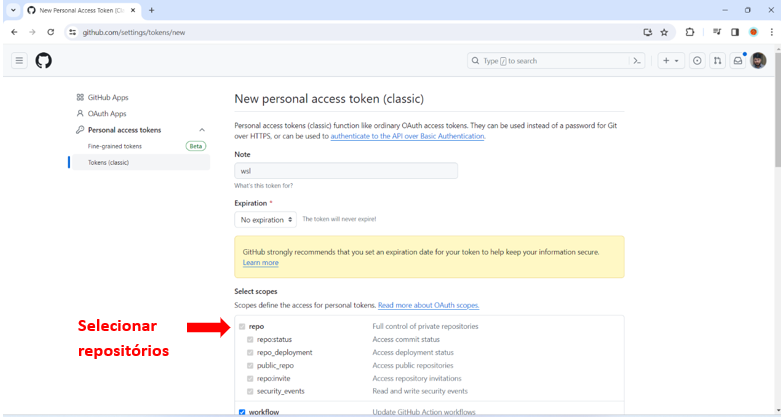 New Personal Access Token (Cla
github.com/settings/tokens/new
Type / to search
GitHub Apps
OAuth Apps
Personal access tokens
Fine-grained tokens Beta
Tokens (classic)
New personal access token (classic)
Personal access tokens (classic) function like ordinary OAuth access tokens. They can be used instead of a password for Git
over HTTPS, or can be used to authenticate to the API over Basic Authentication.
Note
wsl
What's this token for?
Expiration *
No expiration The token will never expire!
GitHub strongly recommends that you set an expiration date for your token to help keep your information secure.
Learn more
Select scopes
Scopes define the access for personal tokens. Read more about OAuth scopes.
Selecionar
repositórios
repo Full control of private repositories
repo:status Access commit status
repo_deployment Access deployment status
public_repo Access public repositories
repo:invite Access repository invitations
security_events Read and write security events
workflow Update GitHub Action workflows